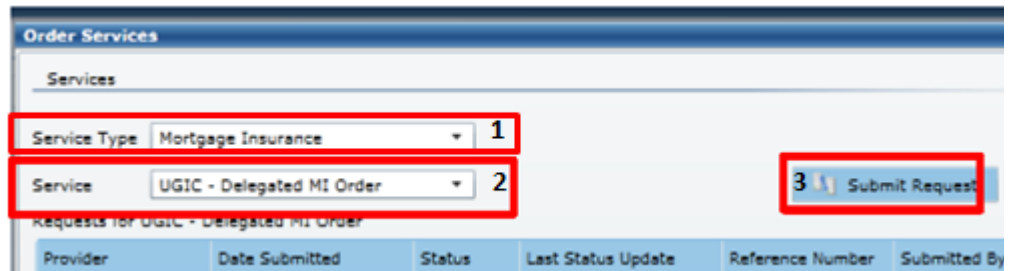 Order Services
Services
Service Type Mortgage Insurance 1
Service UGIC - Delegated MI Order 2 3 Submit Request
Requests for UGIC - Delegated MI Order
Provider Date Submitted Status Last Status Update Reference Number Submitted By